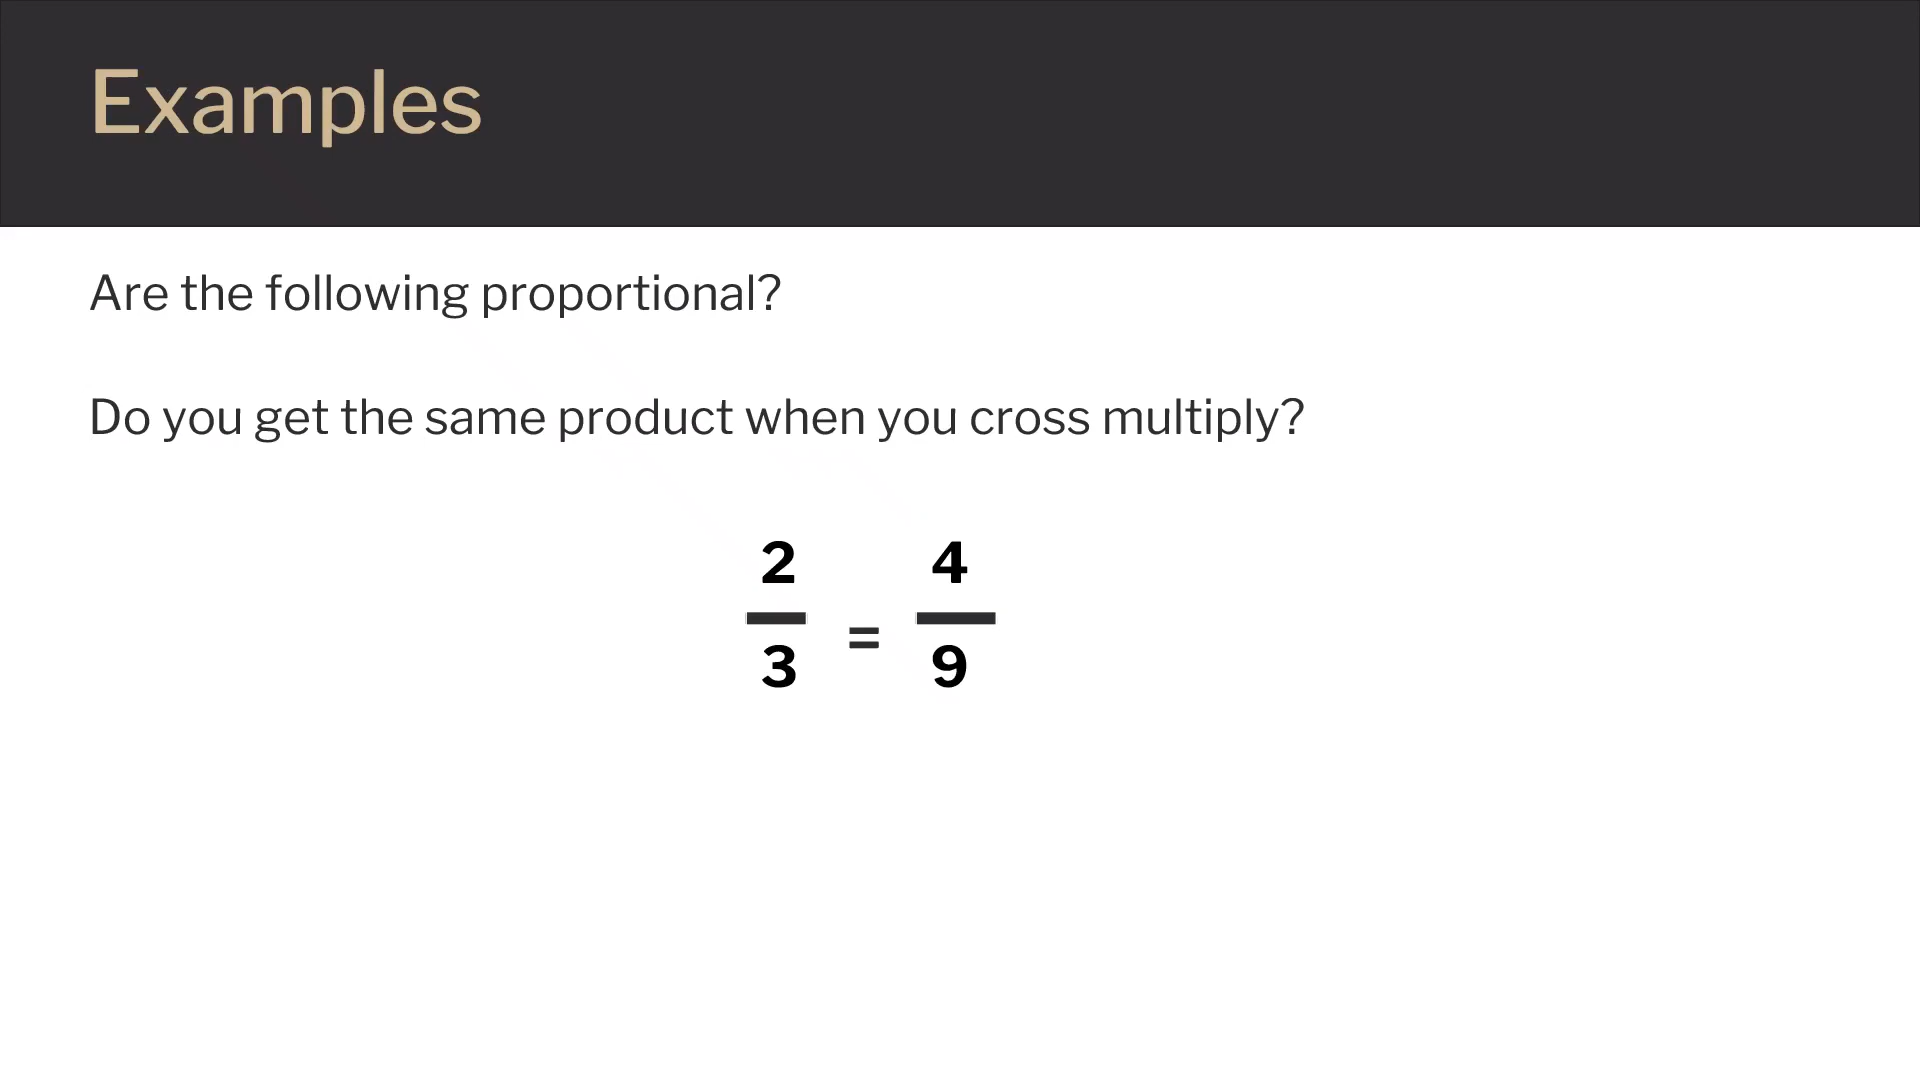 Examples
Are the following proportional?
Do you get the same product when you cross multiply?
2 4
=
3 9